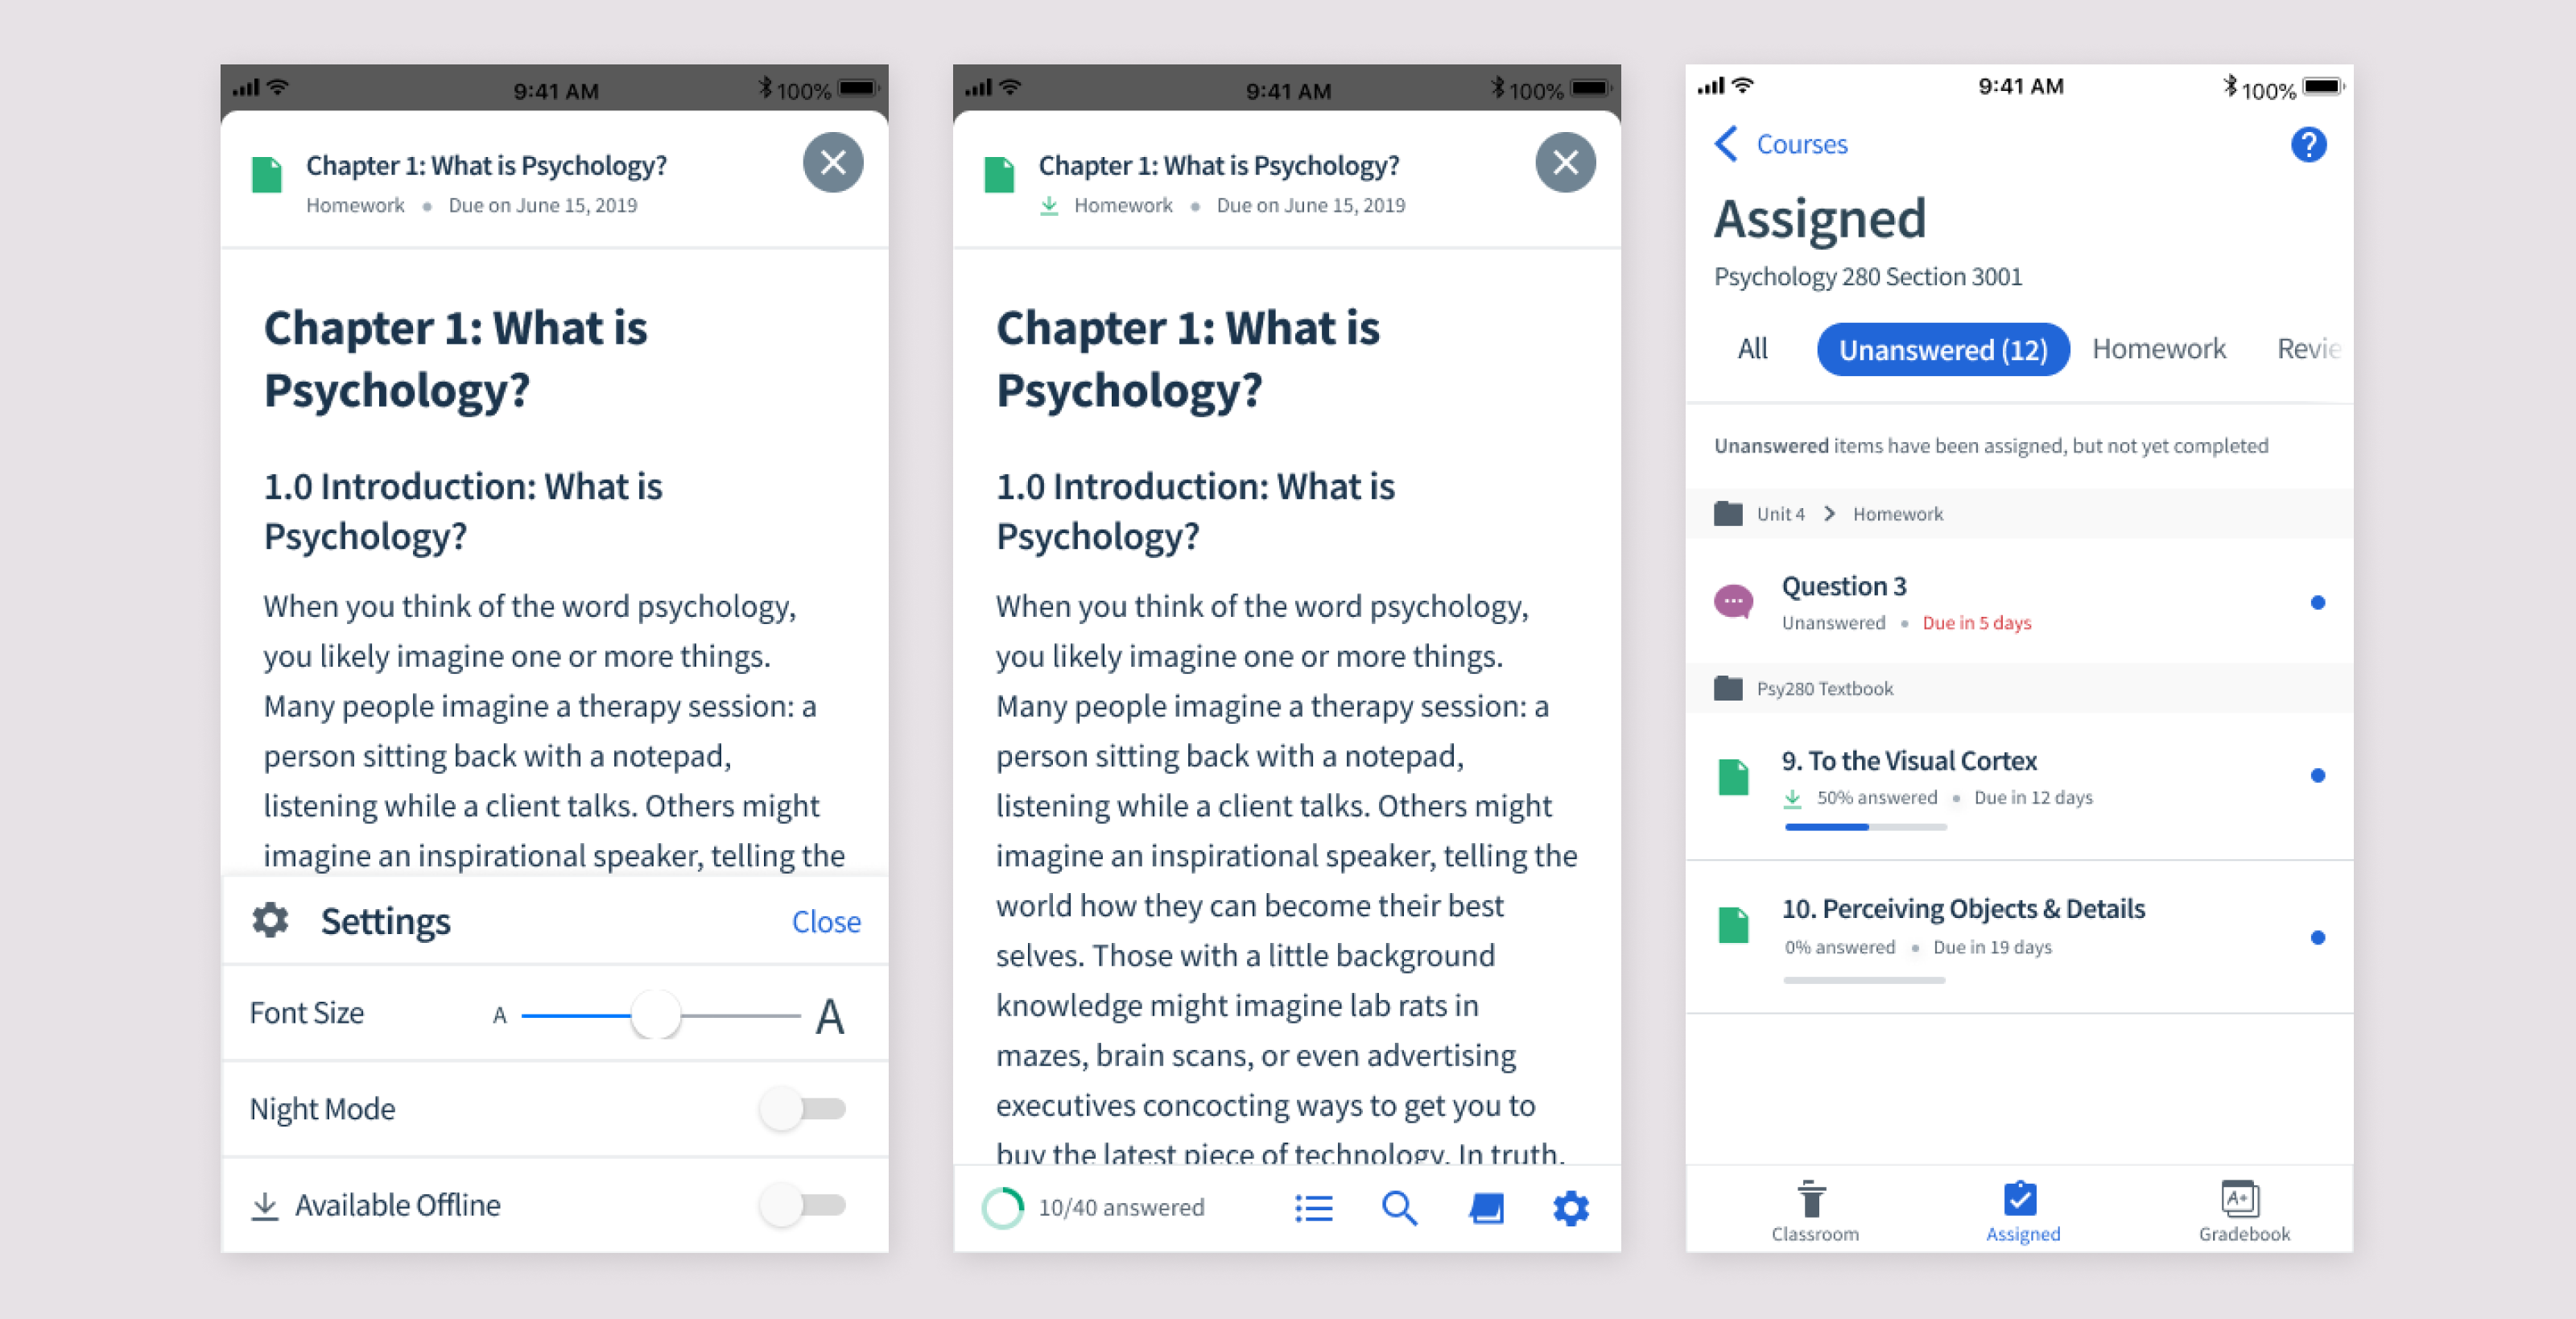 9:41 AM
100%
Chapter 1: What is Psychology?
Homework • Due on June 15, 2019
Chapter 1: What is
Psychology?
1.0 Introduction: What is
Psychology?
When you think of the word psychology,
you likely imagine one or more things.
Many people imagine a therapy session: a
person sitting back with a notepad,
listening while a client talks. Others might
imagine an inspirational speaker, telling the
Settings
Close
Font Size
A
A
Night Mode
Available Offline
9:41 AM
100%
Chapter 1: What is Psychology?
Homework • Due on June 15, 2019
Chapter 1: What is
Psychology?
1.0 Introduction: What is
Psychology?
When you think of the word psychology,
you likely imagine one or more things.
Many people imagine a therapy session: a
person sitting back with a notepad,
listening while a client talks. Others might
imagine an inspirational speaker, telling the
world how they can become their best
selves. Those with a little background
knowledge might imagine lab rats in
mazes, brain scans, or even advertising
executives concocting ways to get you to
buy the latest piece of technology. In truth,
10/40 answered
9:41 AM
100%
Courses
?
Assigned
Psychology 280 Section 3001
All
Unanswered (12)
Homework
Revie
Unanswered items have been assigned, but not yet completed
Unit 4 > Homework
Question 3
Unanswered • Due in 5 days
Psy280 Textbook
9. To the Visual Cortex
50% answered • Due in 12 days
10. Perceiving Objects & Details
0% answered • Due in 19 days
A+
Classroom
Assigned
Gradebook